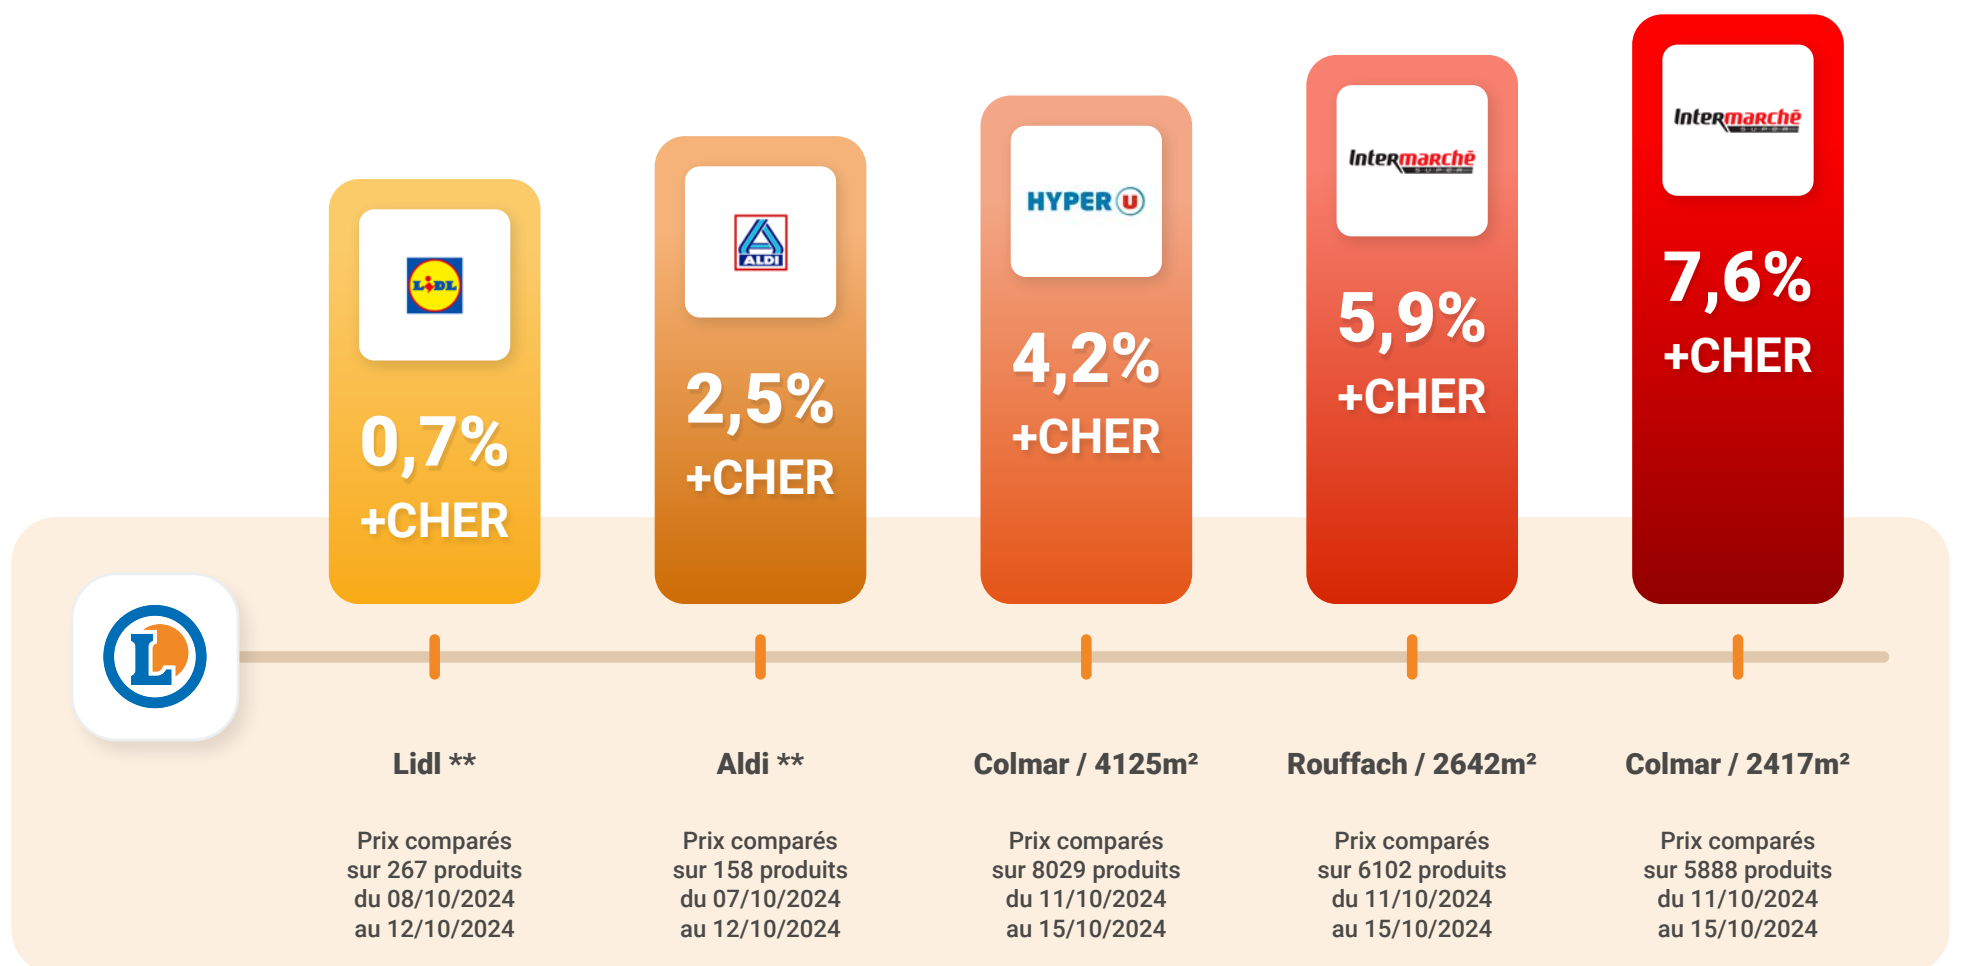 LIDL
0,7%
+CHER
ALDI
2,5%
+CHER
HYPER U
4,2%
+CHER
Intermarchē
SUPER
5,9%
+CHER
Intermarchē
SUPER
7,6%
+CHER
L
Lidl **
Prix comparés
sur 267 produits
du 08/10/2024
au 12/10/2024
Aldi **
Prix comparés
sur 158 produits
du 07/10/2024
au 12/10/2024
Colmar / 4125m²
Prix comparés
sur 8029 produits
du 11/10/2024
au 15/10/2024
Rouffach / 2642m²
Prix comparés
sur 6102 produits
du 11/10/2024
au 15/10/2024
Colmar / 2417m²
Prix comparés
sur 5888 produits
du 11/10/2024
au 15/10/2024